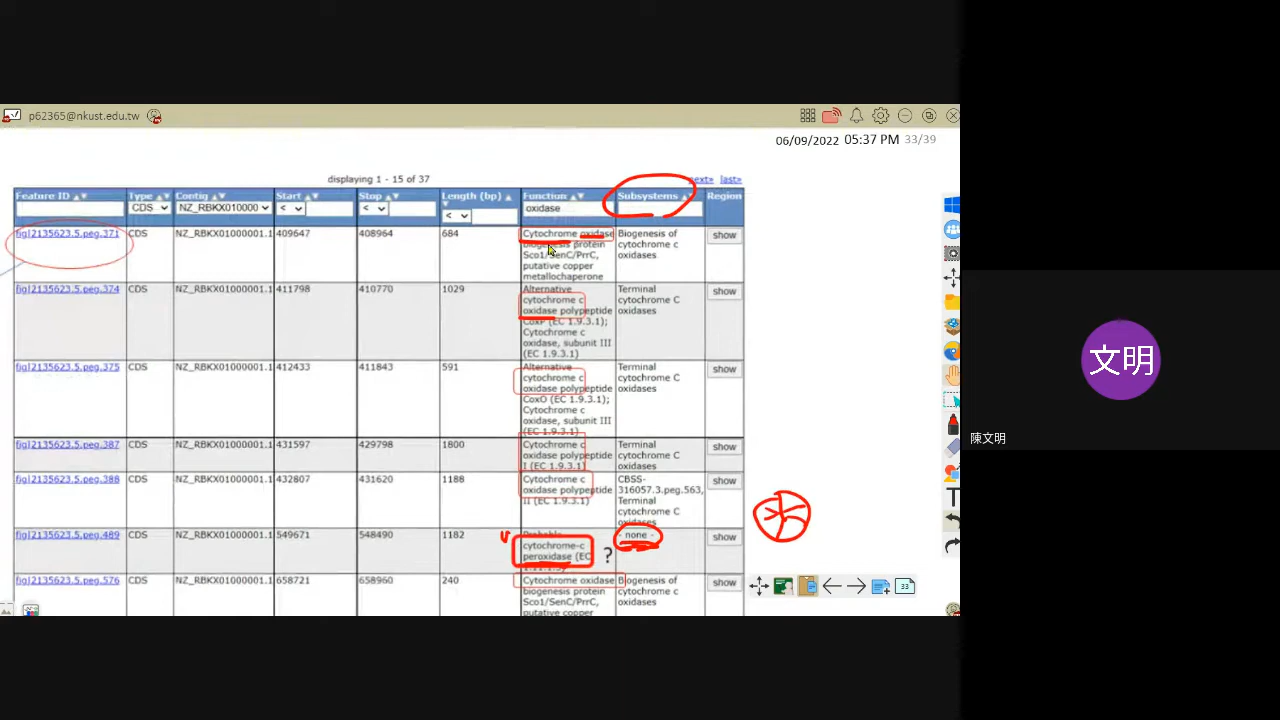 p62365@nkust.edu.tw
06/09/2022 05:37 PM 33/39
displaying 1 - 15 of 37
next» last»
Feature ID Type Contig Start Stop Length (bp) Function Subsystems Region
CDS NZ_RBKX010000 < < < oxidase
fig|2135623.5.peg.371 CDS NZ_RBKX01000001.1 409647 408964 684 Cytochrome oxidase Biogenesis of show
biogenesis protein cytochrome c
Sco1/SenC/PrrC, oxidases
putative copper
metallochaperone
fig|2135623.5.peg.374 CDS NZ_RBKX01000001.1 411798 410770 1029 Alternative Terminal show
cytochrome c cytochrome C
oxidase polypeptide oxidases
CoxP (EC 1.9.3.1);
Cytochrome c
oxidase, subunit III
(EC 1.9.3.1)
fig|2135623.5.peg.375 CDS NZ_RBKX01000001.1 412433 411843 591 Alternative Terminal show
cytochrome c cytochrome C
oxidase polypeptide oxidases
CoxO (EC 1.9.3.1);
Cytochrome c
oxidase, subunit III
(EC 1.9.3.1)
fig|2135623.5.peg.387 CDS NZ_RBKX01000001.1 431597 429798 1800 Cytochrome c Terminal show
oxidase polypeptide cytochrome C
I (EC 1.9.3.1) oxidases
fig|2135623.5.peg.388 CDS NZ_RBKX01000001.1 432807 431620 1188 Cytochrome c CBSS- show
oxidase polypeptide 316057.3.peg.563,
II (EC 1.9.3.1) Terminal
cytochrome C
oxidases
fig|2135623.5.peg.489 CDS NZ_RBKX01000001.1 549671 548490 1182 Probable - none - show
cytochrome-c
peroxidase (EC ?
fig|2135623.5.peg.576 CDS NZ_RBKX01000001.1 658721 658960 240 Cytochrome oxidase Biogenesis of show
biogenesis protein cytochrome c
Sco1/SenC/PrrC, oxidases
putative copper
33
文明
陳文明